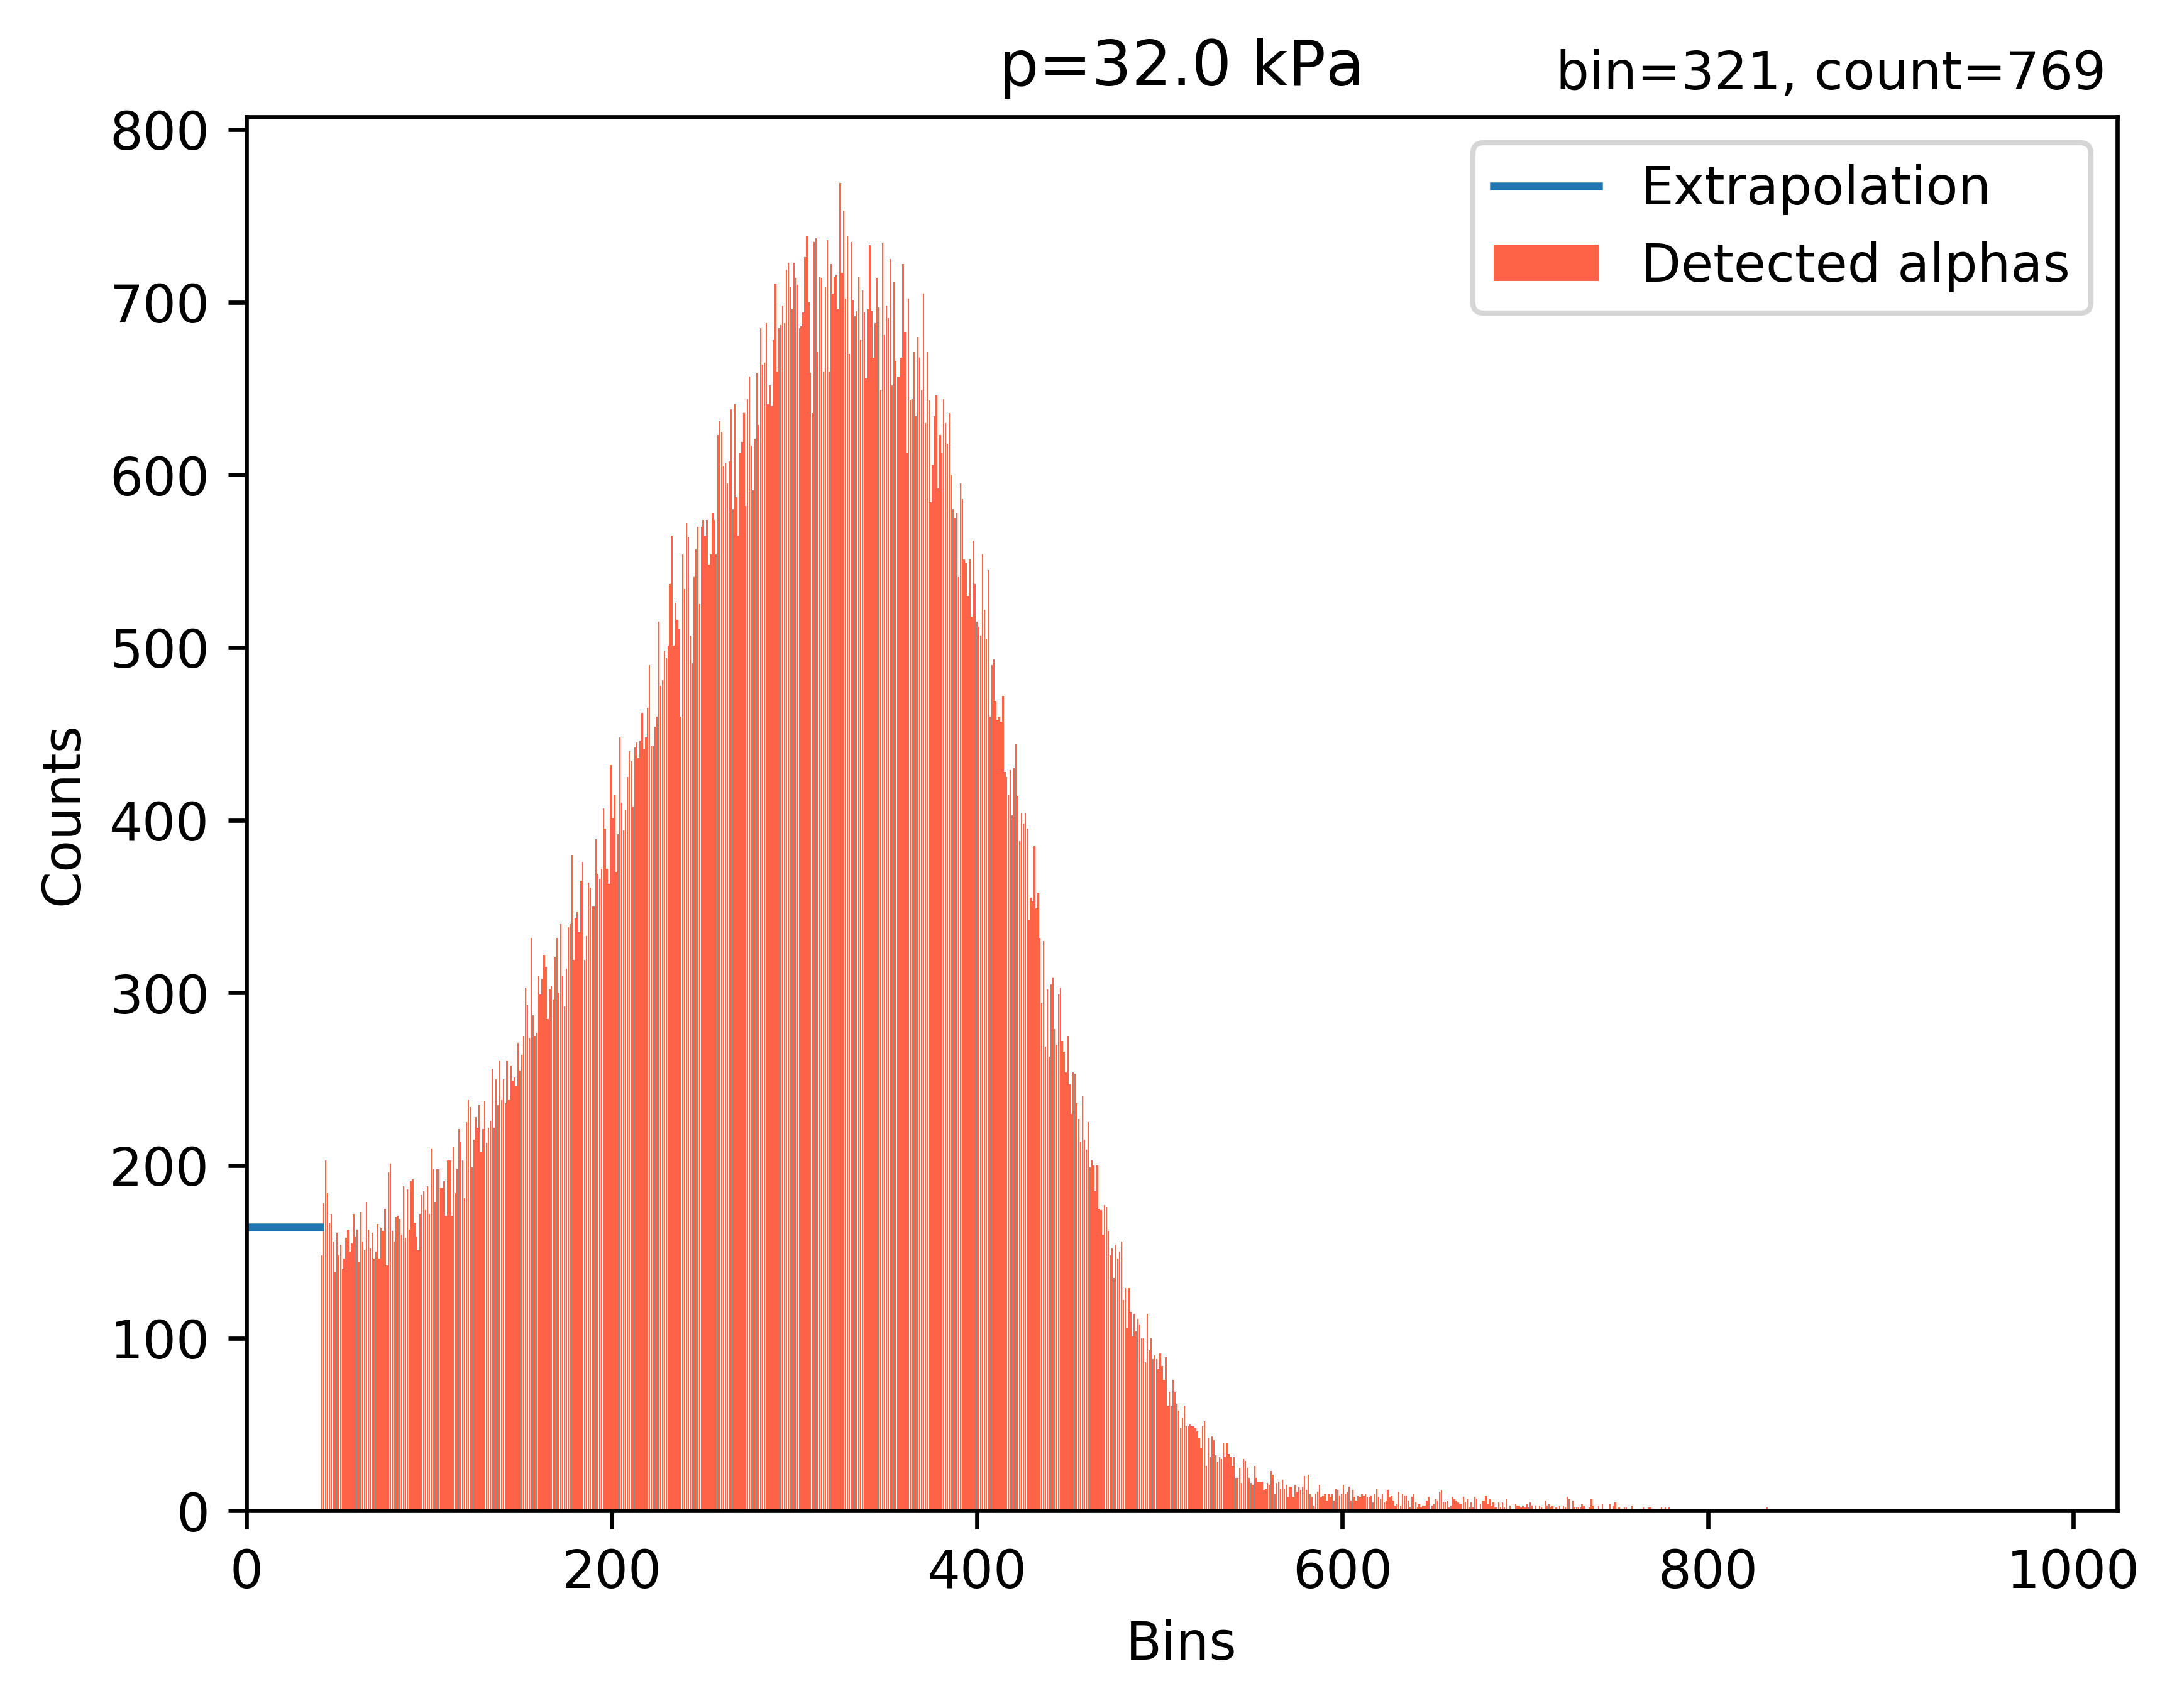 p=32.0 kPa
bin=321, count=769
800
700
600
500
400
300
200
100
0
Counts
Extrapolation
Detected alphas
0 200 400 600 800 1000
Bins